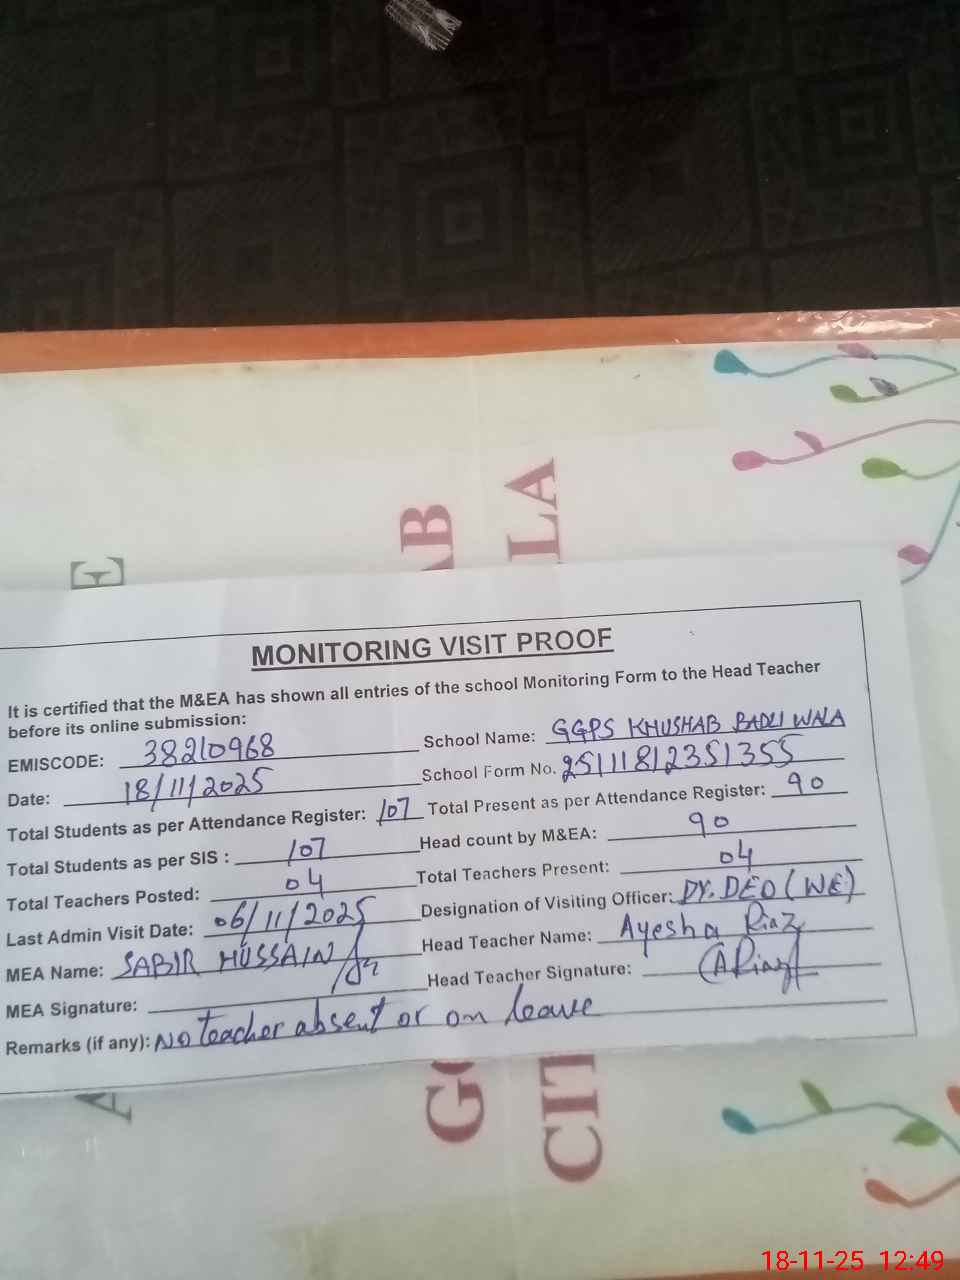 AB
LA
E
MONITORING VISIT PROOF
It is certified that the M&EA has shown all entries of the school Monitoring Form to the Head Teacher
before its online submission:
EMISCODE: 38210968 School Name: GGPS KHUSHAB BADLI WALA
Date: 18/11/2025 School Form No. 25111812351355
Total Students as per Attendance Register: 107 Total Present as per Attendance Register: 90
Total Students as per SIS : 107 Head count by M&EA: 90
Total Teachers Posted: 04 Total Teachers Present: 04
Last Admin Visit Date: 06/11/2025 Designation of Visiting Officer: DY. DEO (WE)
MEA Name: SABIR HUSSAIN Head Teacher Name: Ayesha Riaz
MEA Signature: Head Teacher Signature: ARiaz
Remarks (if any): No teacher absent or on leave
A
G
CIT
18-11-25 12:49